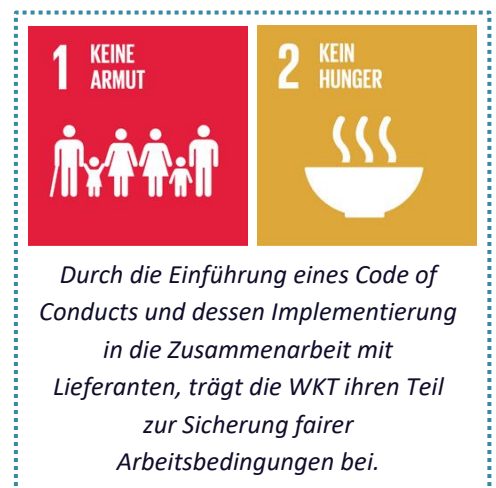 1 KEINE
ARMUT
2 KEIN
HUNGER
Durch die Einführung eines Code of
Conducts und dessen Implementierung
in die Zusammenarbeit mit
Lieferanten, trägt die WKT ihren Teil
zur Sicherung fairer
Arbeitsbedingungen bei.